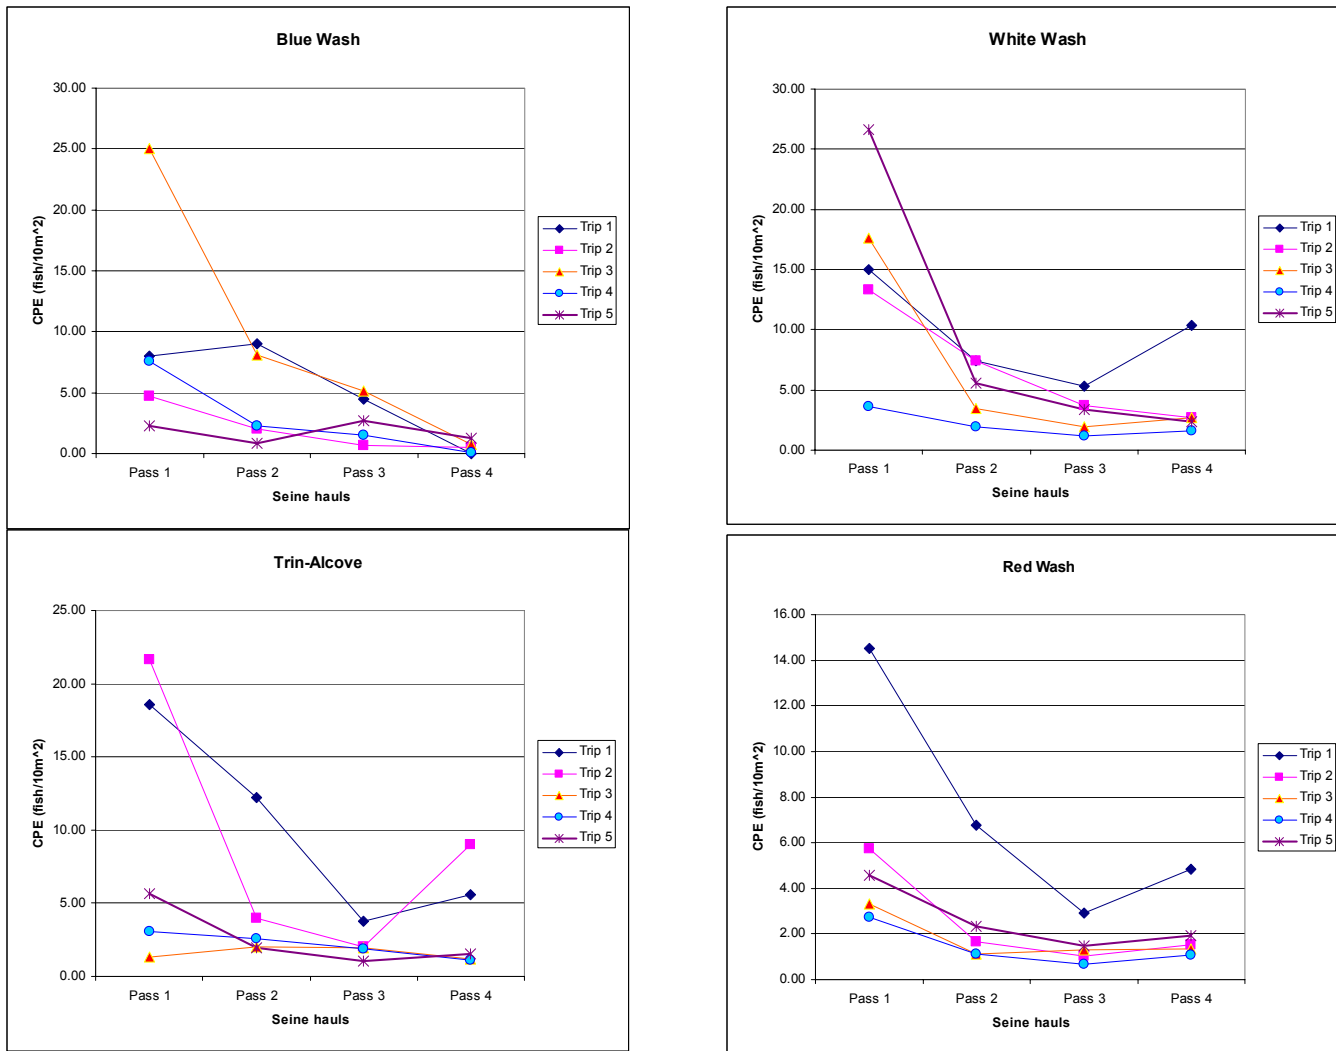 Blue Wash
30.00
25.00
20.00
15.00
10.00
5.00
0.00
CPE (fish/10m^2)
Pass 1 Pass 2 Pass 3 Pass 4
Seine hauls
Trip 1
Trip 2
Trip 3
Trip 4
Trip 5
White Wash
30.00
25.00
20.00
15.00
10.00
5.00
0.00
CPE (fish/10m^2)
Pass 1 Pass 2 Pass 3 Pass 4
Seine hauls
Trip 1
Trip 2
Trip 3
Trip 4
Trip 5
Trin-Alcove
25.00
20.00
15.00
10.00
5.00
0.00
CPE (fish/10m^2)
Pass 1 Pass 2 Pass 3 Pass 4
Seine hauls
Trip 1
Trip 2
Trip 3
Trip 4
Trip 5
Red Wash
16.00
14.00
12.00
10.00
8.00
6.00
4.00
2.00
0.00
CPE (fish/10m^2)
Pass 1 Pass 2 Pass 3 Pass 4
Seine hauls
Trip 1
Trip 2
Trip 3
Trip 4
Trip 5